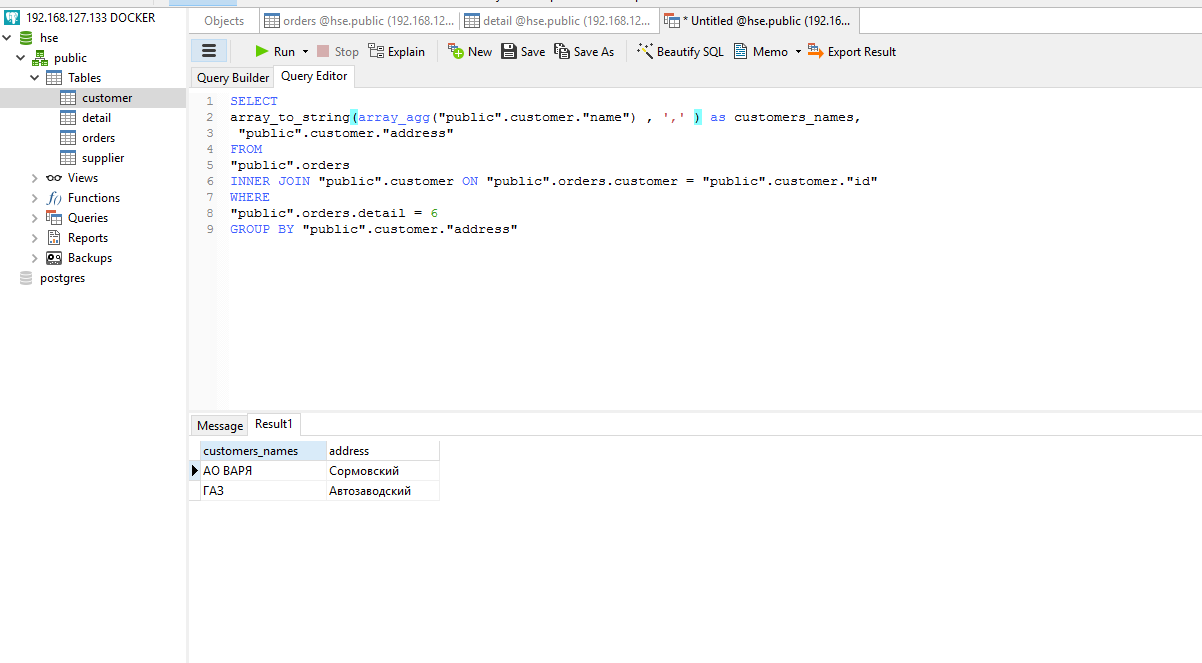 192.168.127.133 DOCKER
hse
public
Tables
customer
detail
orders
supplier
Views
Functions
Queries
Reports
Backups
postgres
Objects
orders @hse.public (192.168.12...
detail @hse.public (192.168.12...
* Untitled @hse.public (192.16...
Run
Stop
Explain
New
Save
Save As
Beautify SQL
Memo
Export Result
Query Builder
Query Editor
1 SELECT
2 array_to_string(array_agg("public".customer."name") , ',' ) as customers_names,
3  "public".customer."address"
4 FROM
5 "public".orders
6 INNER JOIN "public".customer ON "public".orders.customer = "public".customer."id"
7 WHERE
8 "public".orders.detail = 6
9 GROUP BY "public".customer."address"
Message
Result1
customers_names address
АО ВАРЯ Сормовский
ГАЗ Автозаводский